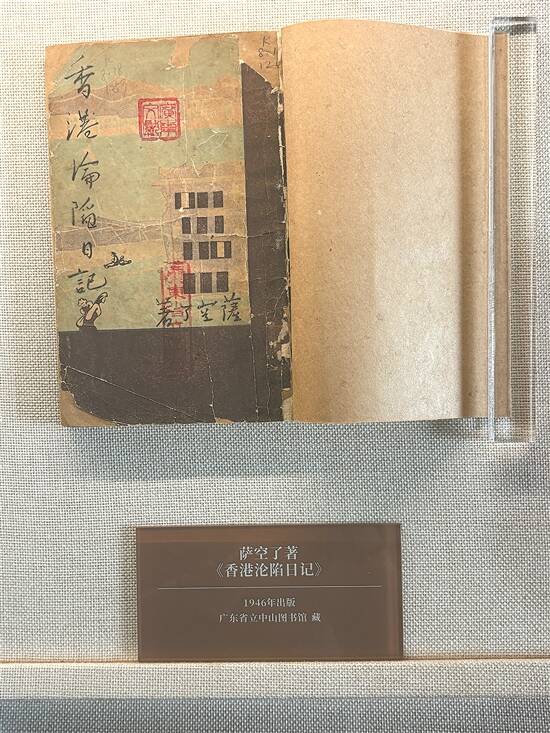 香港淪陷日記
薩空了著
萨空了著
《香港沦陷日记》
1946年出版
广东省立中山图书馆 藏